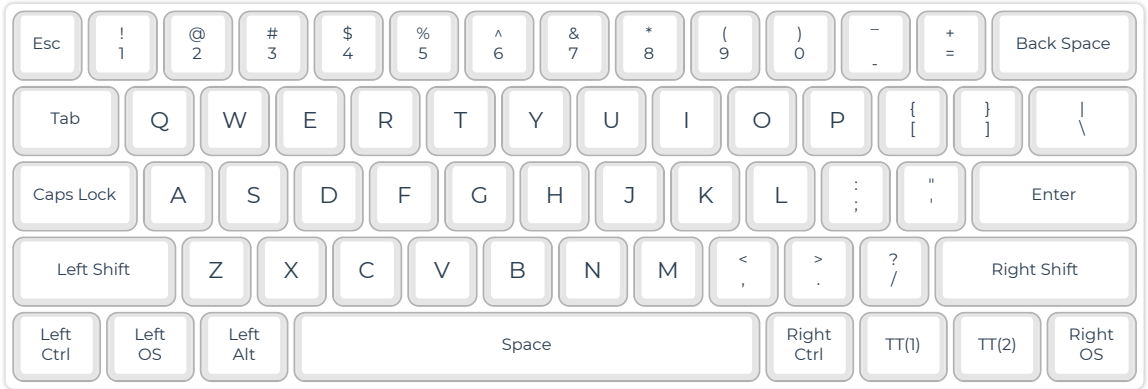 Esc ! @ # $ % ^ & * ( ) _ + Back Space
1 2 3 4 5 6 7 8 9 0 - =
Tab Q W E R T Y U I O P { } |
[ ] \
Caps Lock A S D F G H J K L : " Enter
; '
Left Shift Z X C V B N M < > ? Right Shift
, . /
Left Left Left Space Right TT(1) TT(2) Right
Ctrl OS Alt Ctrl OS